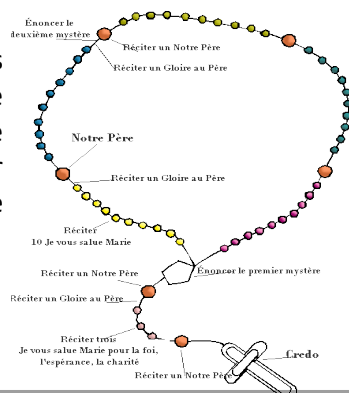 Énoncer le
deuxième mystère
Réciter un Notre Père
Réciter un Gloire au Père
Notre Père
Réciter un Gloire au Père
Réciter
10 Je vous salue Marie
Énoncer le premier mystère
Réciter un Notre Père
Réciter un Gloire au Père
Réciter trois
Je vous salue Marie pour la foi,
l'espérance, la charité
Credo
Réciter un Notre Père